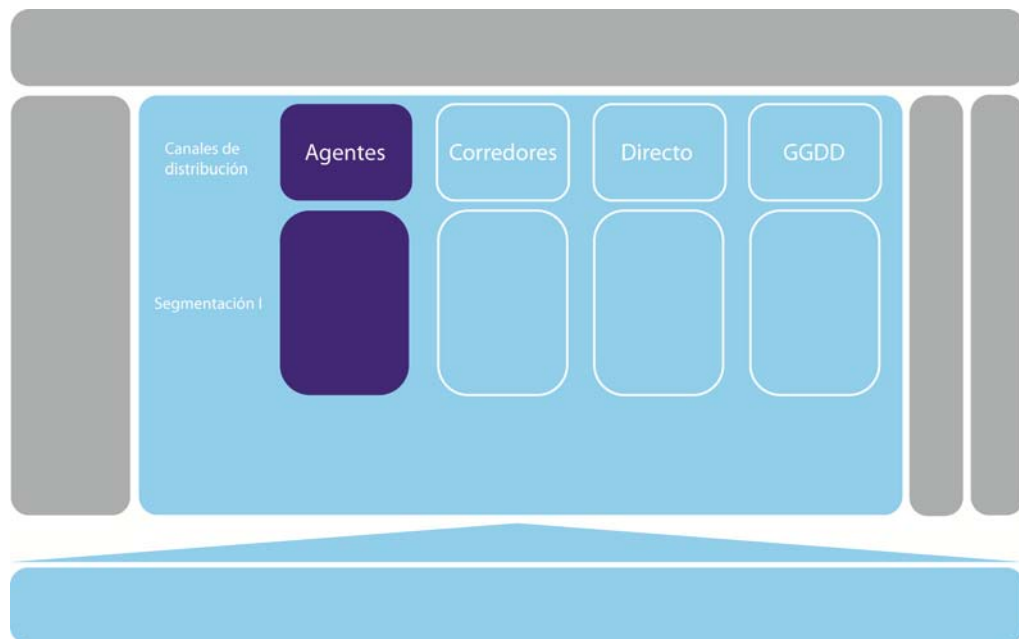 Canales de
distribución
Agentes
Corredores
Directo
GGDD
Segmentación I